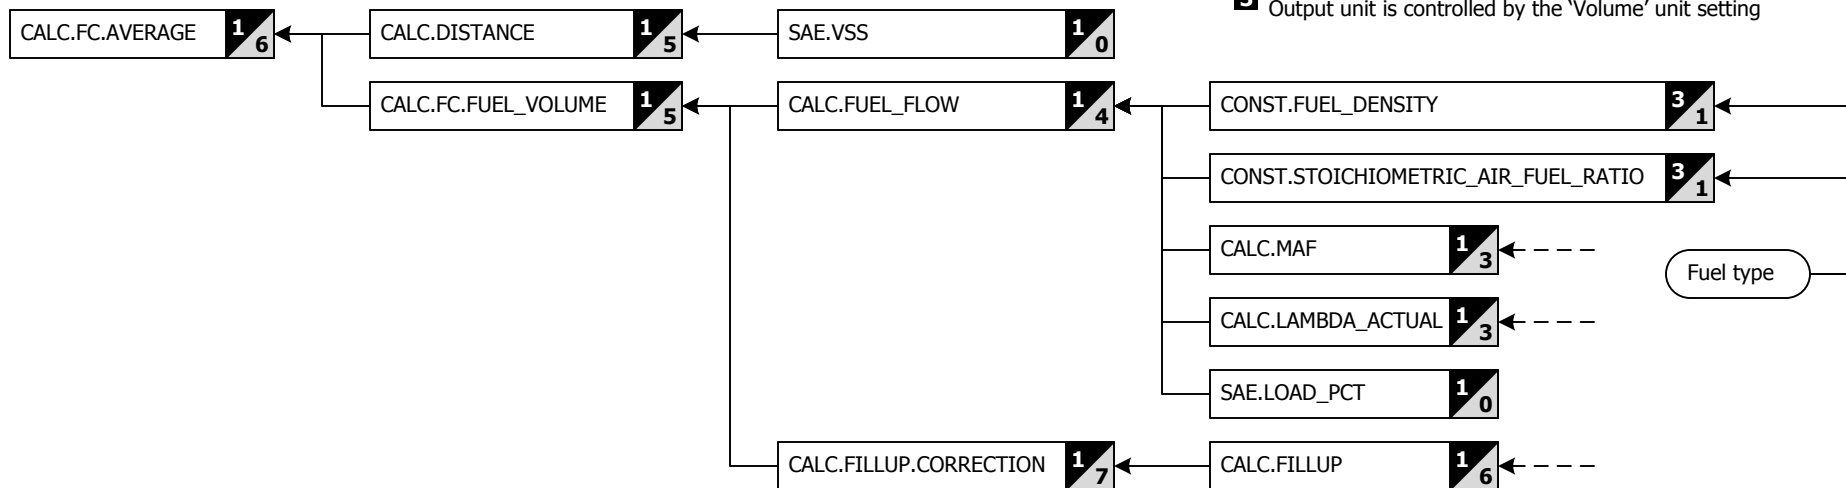 5 Output unit is controlled by the ‘Volume’ unit setting
CALC.FC.AVERAGE 1 6
CALC.DISTANCE 1 5
SAE.VSS 1 0
CALC.FC.FUEL_VOLUME 1 5
CALC.FUEL_FLOW 1 4
CONST.FUEL_DENSITY 3 1
CONST.STOICHIOMETRIC_AIR_FUEL_RATIO 3 1
CALC.MAF 1 3
Fuel type
CALC.LAMBDA_ACTUAL 1 3
SAE.LOAD_PCT 1 0
CALC.FILLUP.CORRECTION 1 7
CALC.FILLUP 1 6